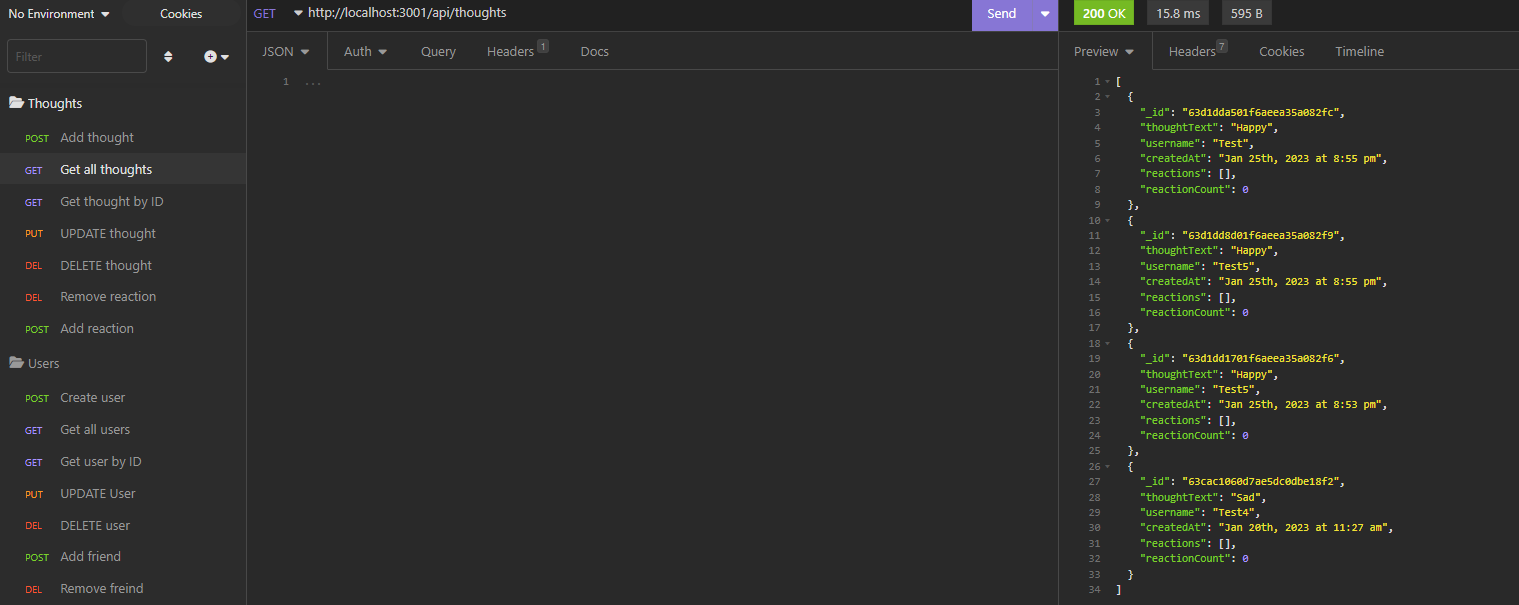 No Environment Cookies
Filter
Thoughts
POST Add thought
GET Get all thoughts
GET Get thought by ID
PUT UPDATE thought
DEL DELETE thought
DEL Remove reaction
POST Add reaction
Users
POST Create user
GET Get all users
GET Get user by ID
PUT UPDATE User
DEL DELETE user
POST Add friend
DEL Remove freind
GET http://localhost:3001/api/thoughts Send
JSON Auth Query Headers 1 Docs
1 ...
200 OK 15.8 ms 595 B
Preview Headers 7 Cookies Timeline
1 [
2 {
3 "_id": "63d1dda501f6aeea35a082fc",
4 "thoughtText": "Happy",
5 "username": "Test",
6 "createdAt": "Jan 25th, 2023 at 8:55 pm",
7 "reactions": [],
8 "reactionCount": 0
9 },
10 {
11 "_id": "63d1dd8d01f6aeea35a082f9",
12 "thoughtText": "Happy",
13 "username": "Test5",
14 "createdAt": "Jan 25th, 2023 at 8:55 pm",
15 "reactions": [],
16 "reactionCount": 0
17 },
18 {
19 "_id": "63d1dd1701f6aeea35a082f6",
20 "thoughtText": "Happy",
21 "username": "Test5",
22 "createdAt": "Jan 25th, 2023 at 8:53 pm",
23 "reactions": [],
24 "reactionCount": 0
25 },
26 {
27 "_id": "63cac1060d7ae5dc0dbe18f2",
28 "thoughtText": "Sad",
29 "username": "Test4",
30 "createdAt": "Jan 20th, 2023 at 11:27 am",
31 "reactions": [],
32 "reactionCount": 0
33 }
34 ]